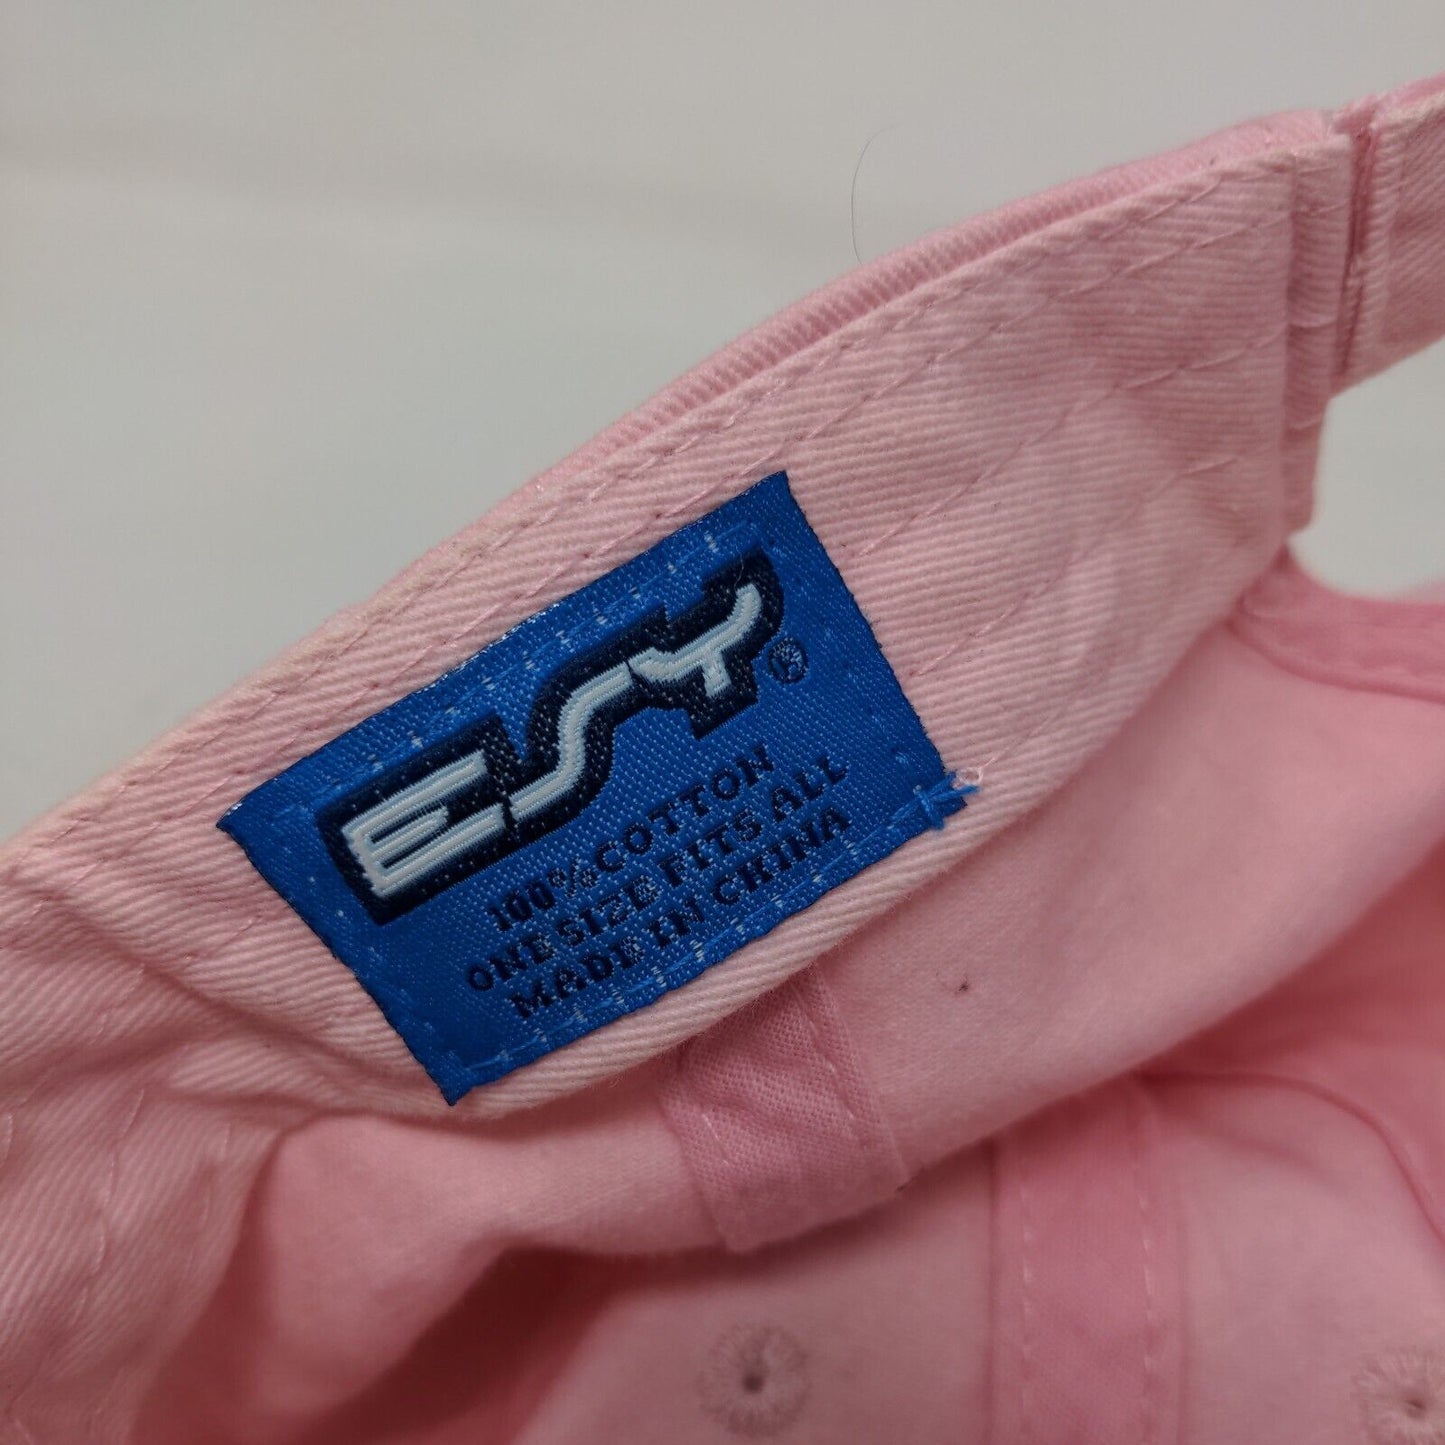 ESY®
100% COTTON
ONE SIZE FITS ALL
MADE IN CHINA